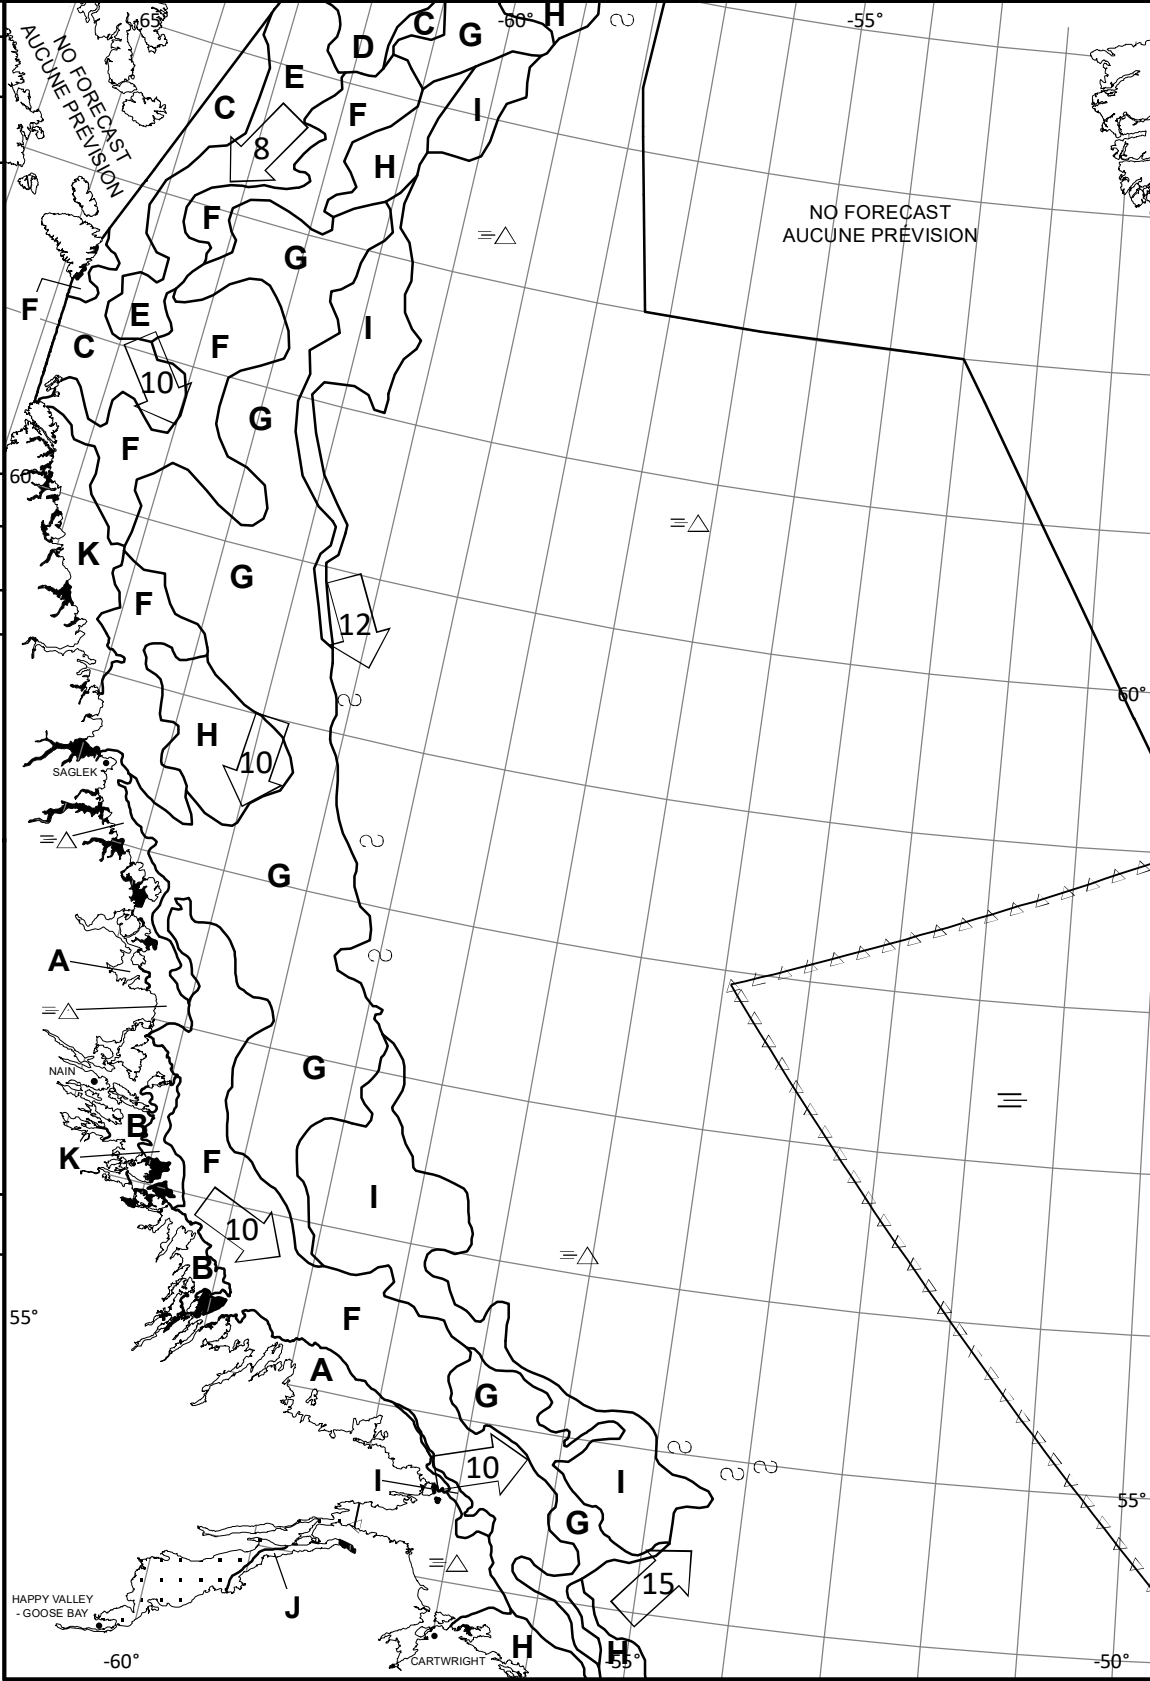 65°
-60°
H
-55°
C
G
D
NO FORECAST
AUCUNE PRÉVISION
E
C
F
I
8
H
F
NO FORECAST
AUCUNE PRÉVISION
G
F
E
I
C
F
10
G
F
60°
K
G
F
12
60°
H
10
SAGLEK
G
A
G
NAIN
B
K
F
I
10
B
55°
F
A
G
10
I
I
55°
G
15
HAPPY VALLEY
- GOOSE BAY
J
H
H
CARTWRIGHT
-60°
-55°
-50°